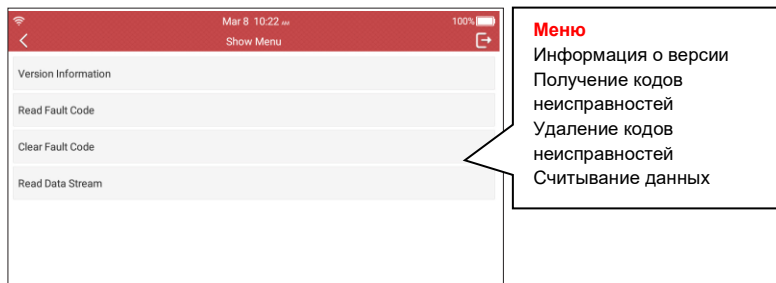 Mar 8 10:22 AM
100%
Show Menu
Version Information
Read Fault Code
Clear Fault Code
Read Data Stream
Меню
Информация о версии
Получение кодов
неисправностей
Удаление кодов
неисправностей
Считывание данных